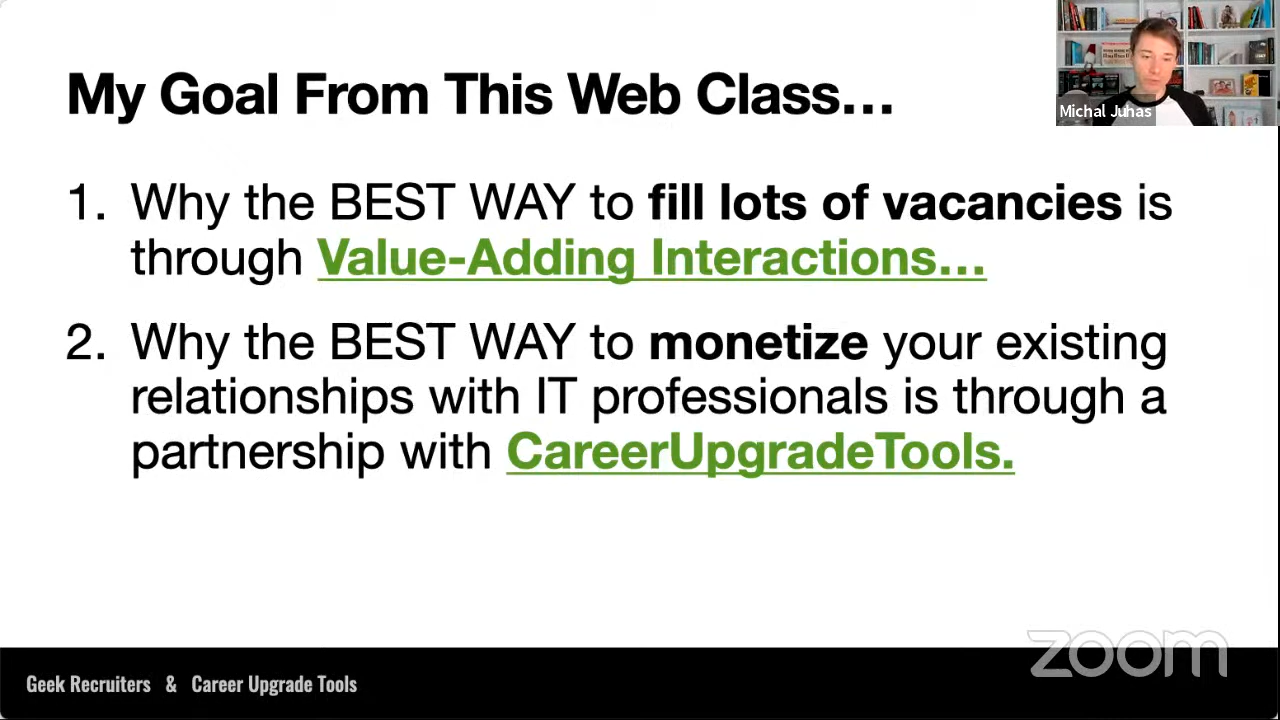 My Goal From This Web Class…
Michal Juhas
1. Why the BEST WAY to fill lots of vacancies is
through Value-Adding Interactions…
2. Why the BEST WAY to monetize your existing
relationships with IT professionals is through a
partnership with CareerUpgradeTools.
zoom
Geek Recruiters & Career Upgrade Tools